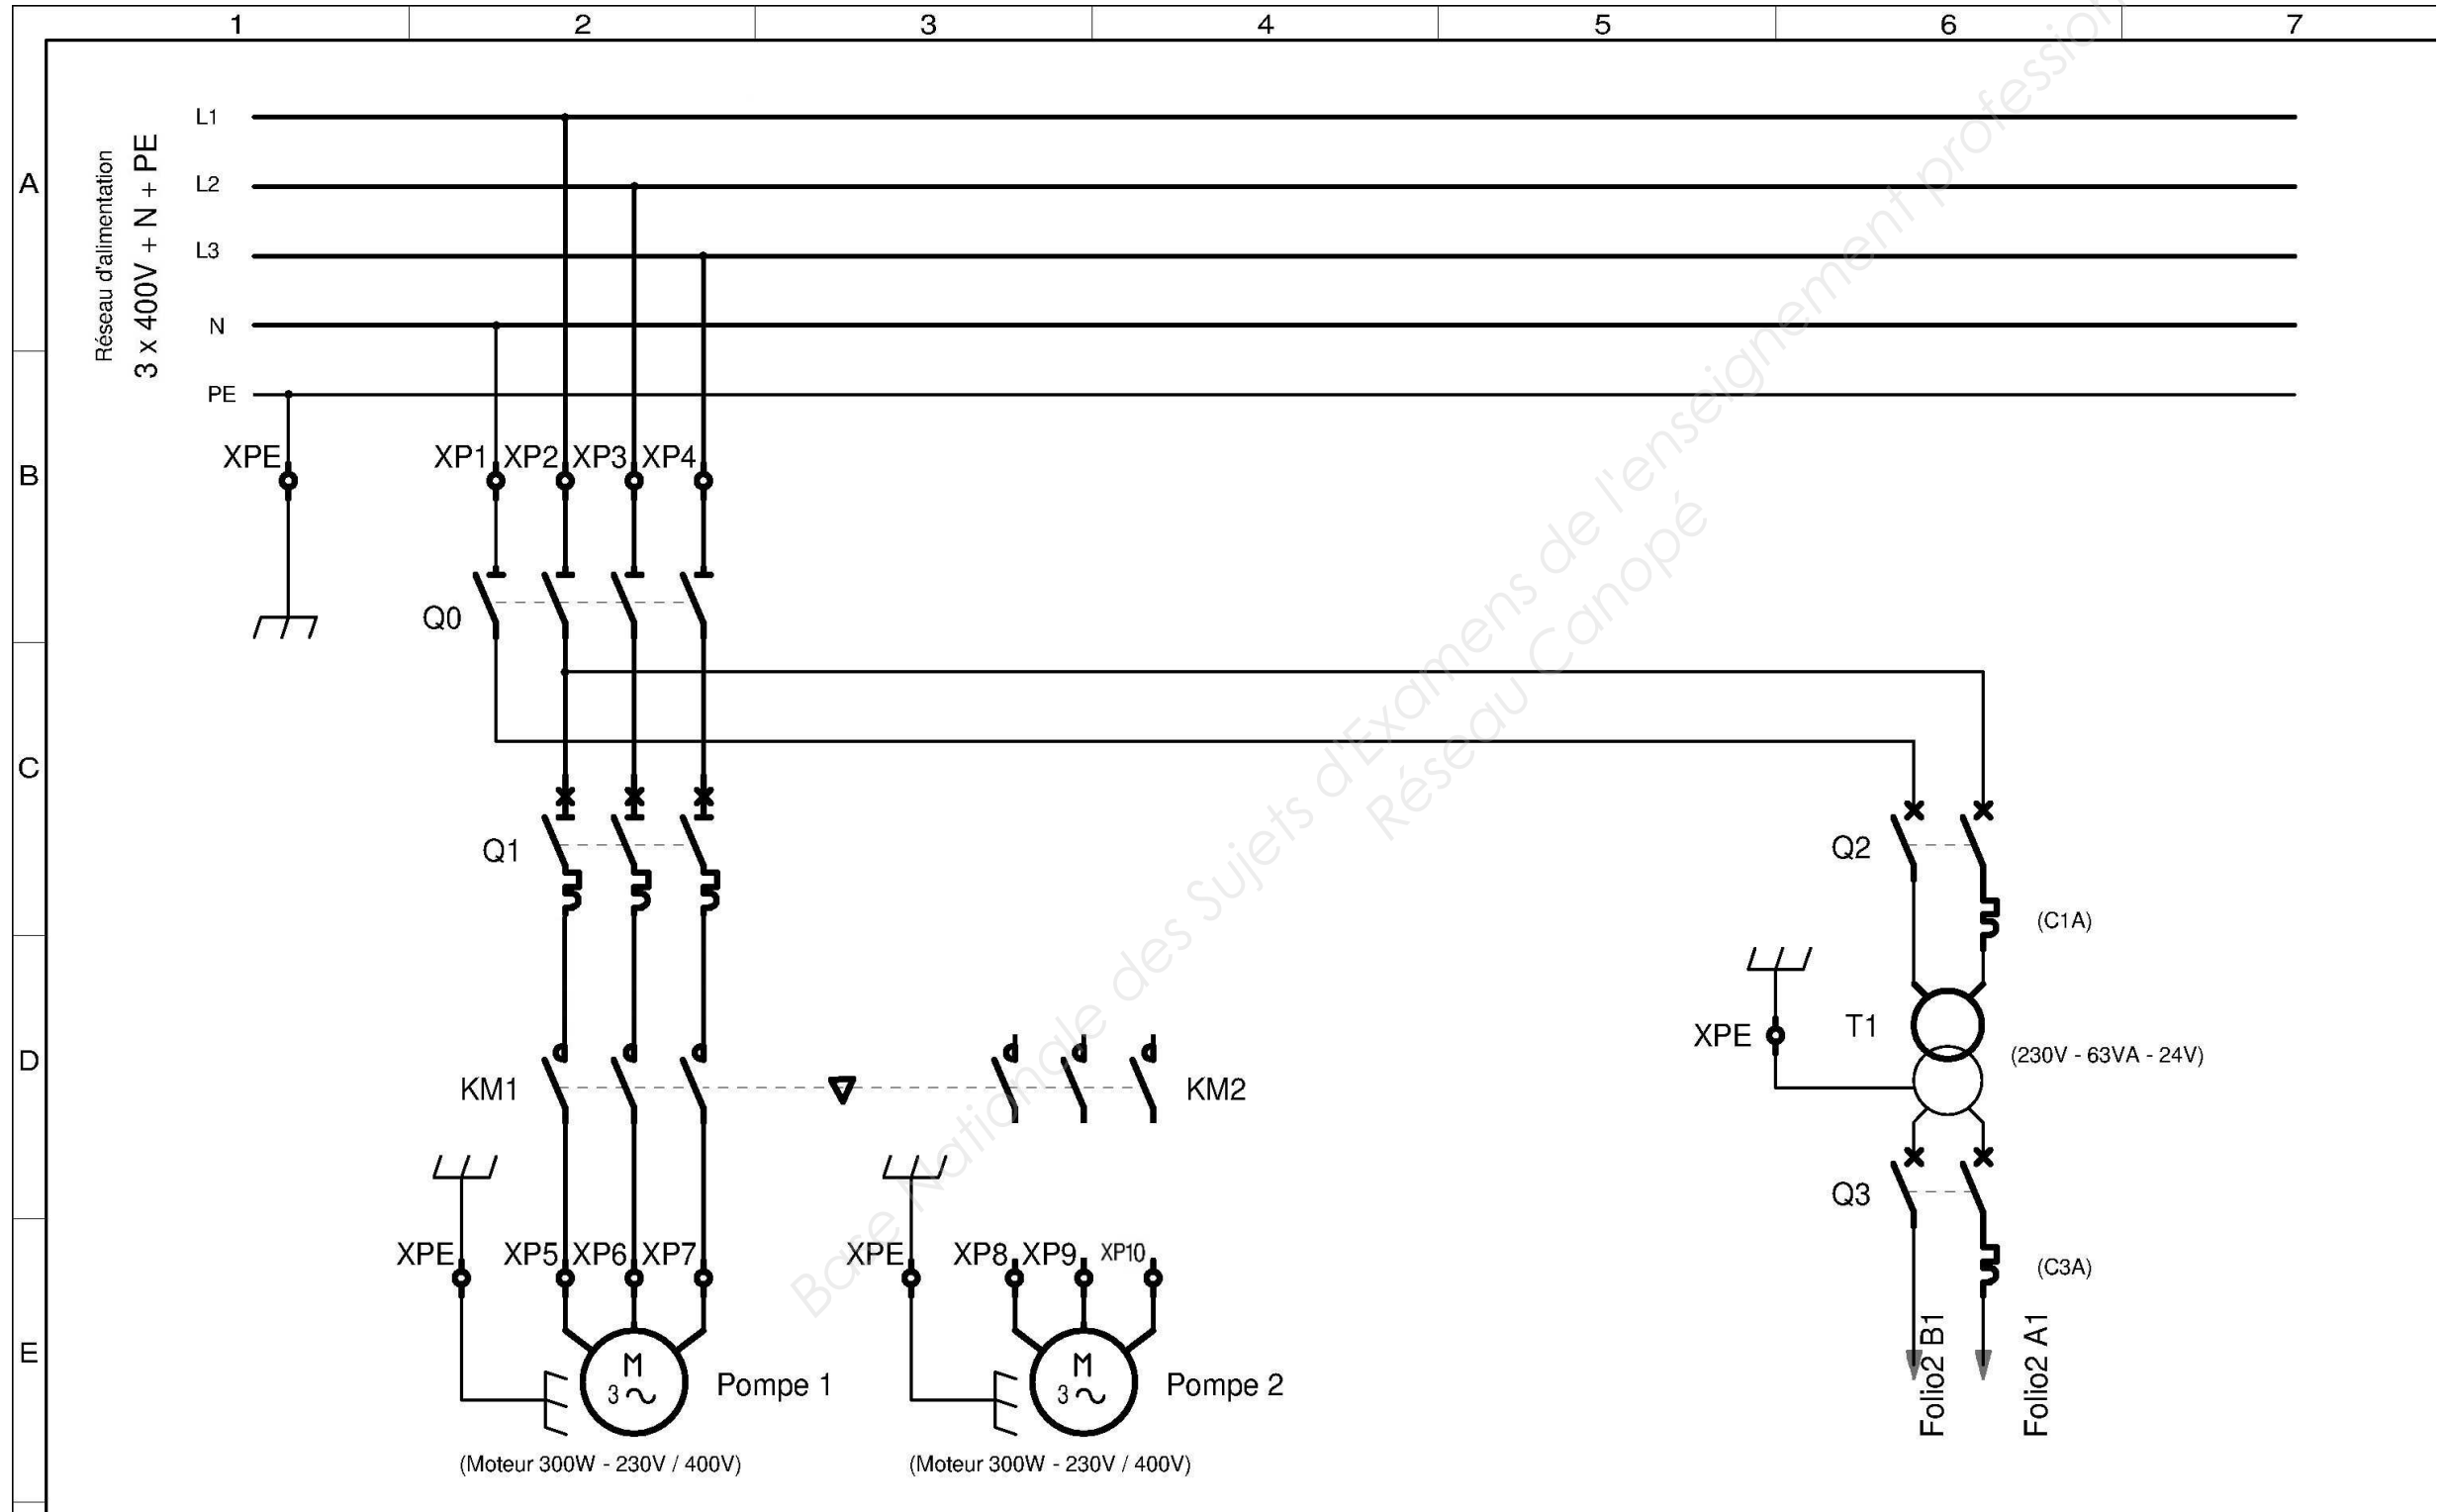 1 2 3 4 5 6 7
A
B
C
D
E
Réseau d'alimentation
3 x 400V + N + PE
L1
L2
L3
N
PE
XPE XP1 XP2 XP3 XP4
Q0
Q1
Q2
(C1A)
XPE T1
(230V - 63VA - 24V)
KM1 KM2
Q3
(C3A)
XPE XP5 XP6 XP7 XPE XP8 XP9 XP10
M
3
Pompe 1
M
3
Pompe 2
(Moteur 300W - 230V / 400V) (Moteur 300W - 230V / 400V)
Folio2 B1
Folio2 A1
Base Nationale des Sujets d'Examens de l'enseignement profession
Réseau Canopé